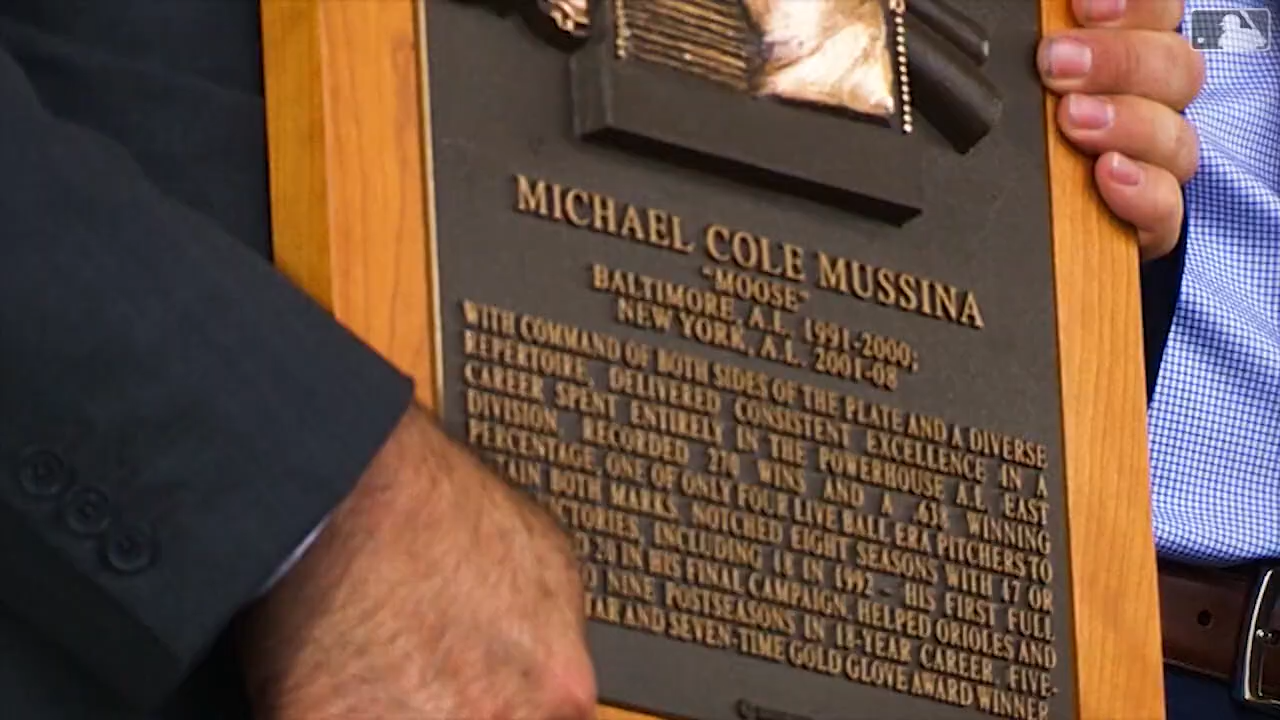 MICHAEL COLE MUSSINA
"MOOSE"
BALTIMORE, A.L. 1991-2000;
NEW YORK, A.L. 2001-08
WITH COMMAND OF BOTH SIDES OF THE PLATE AND A DIVERSE
REPERTOIRE, DELIVERED CONSISTENT EXCELLENCE IN A
CAREER SPENT ENTIRELY IN THE POWERHOUSE A.L. EAST
DIVISION. RECORDED 270 WINS AND A .638 WINNING
PERCENTAGE, ONE OF ONLY FOUR LIVE BALL ERA PITCHERS TO
BOTH MARKS. NOTCHED EIGHT SEASONS WITH 17 OR
INCLUDING 18 IN 1992 - HIS FIRST FULL
20 IN HIS FINAL CAMPAIGN. HELPED ORIOLES AND
NINE POSTSEASONS IN 18-YEAR CAREER. FIVE-
AND SEVEN-TIME GOLD GLOVE AWARD WINNER.